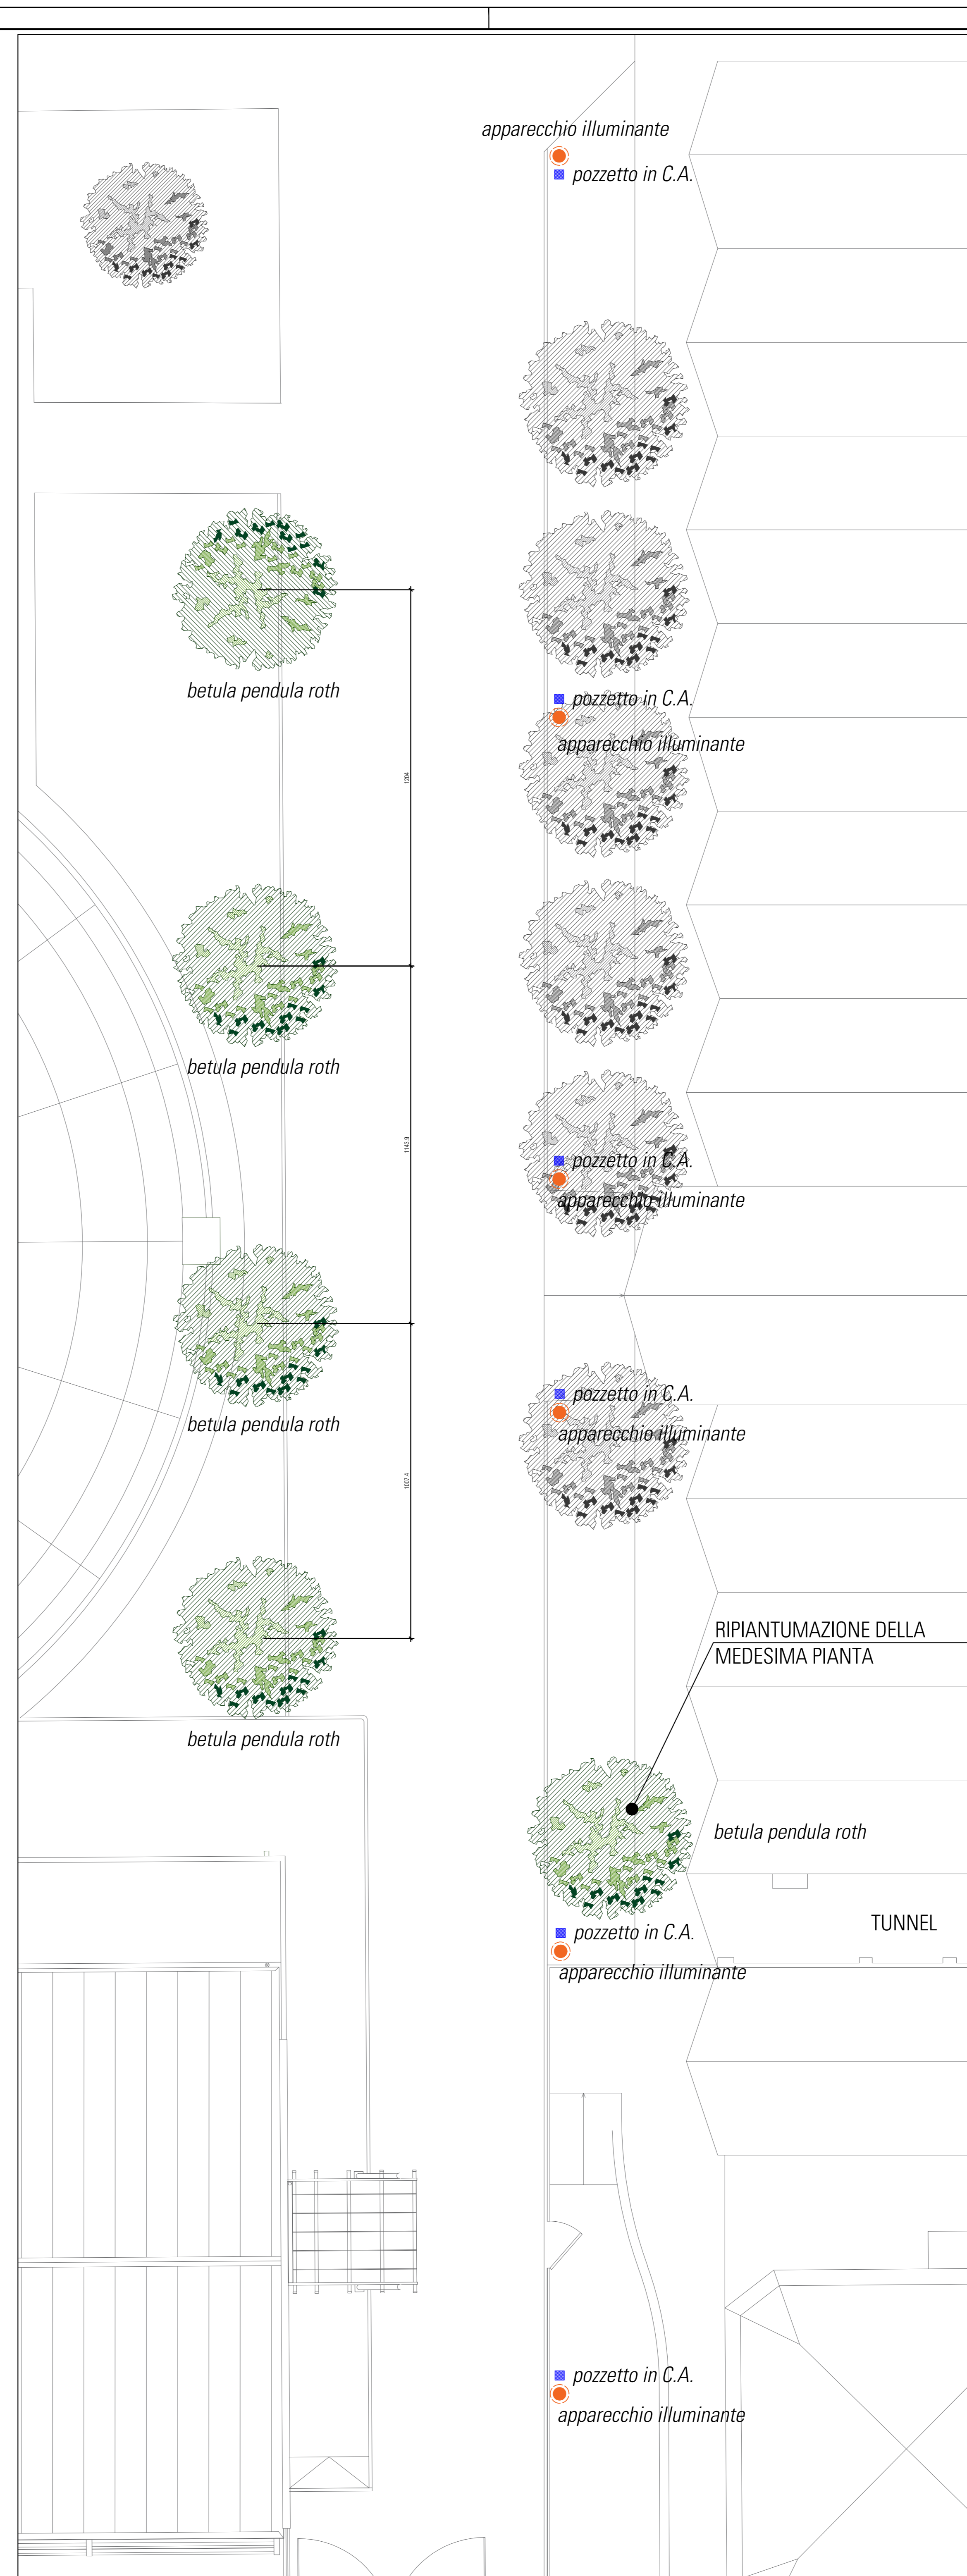 apparecchio illuminante
pozzetto in C.A.
betula pendula roth
pozzetto in C.A.
apparecchio illuminante
1204
betula pendula roth
1143.9
pozzetto in C.A.
apparecchio illuminante
pozzetto in C.A.
betula pendula roth
apparecchio illuminante
1007.4
RIPIANTUMAZIONE DELLA
MEDESIMA PIANTA
betula pendula roth
betula pendula roth
TUNNEL
pozzetto in C.A.
apparecchio illuminante
pozzetto in C.A.
apparecchio illuminante